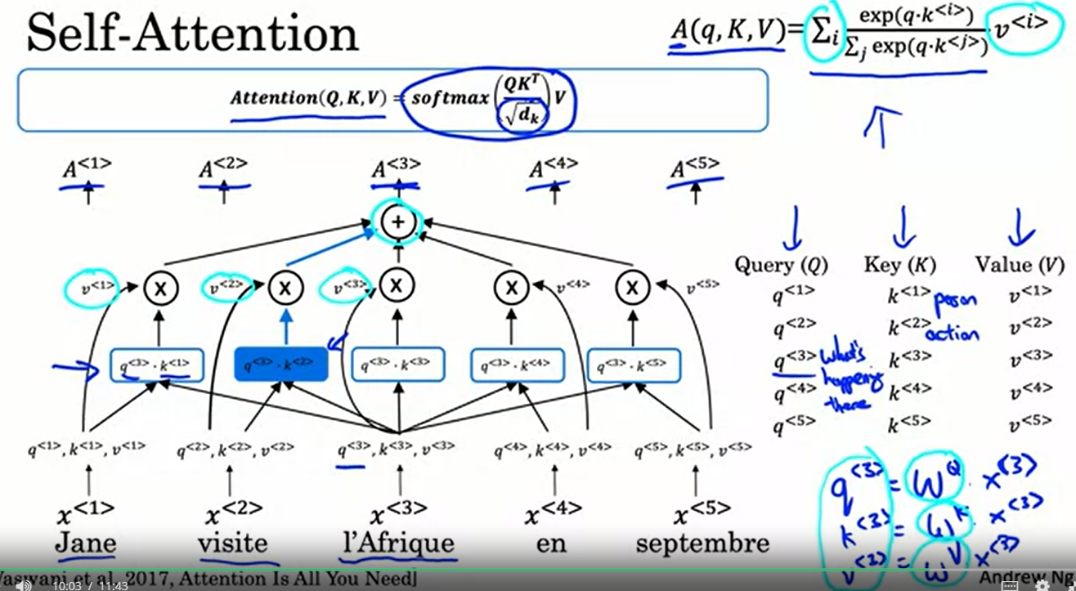 Self-Attention
A(q, K, V) = Σ_i exp(q·k^<i>) / Σ_j exp(q·k^<j>) v^<i>
Attention(Q, K, V) = softmax(QK^T / √d_k) V
A^<1> A^<2> A^<3> A^<4> A^<5>
+
Query (Q) Key (K) Value (V)
v^<1> X v^<2> X v^<3> X X v^<4> X v^<5>
q^<1> k^<1> person v^<1>
q^<2> k^<2> action v^<2>
q^<3> what's happening there k^<3> v^<3>
q^<4> k^<4> v^<4>
q^<5> k^<5> v^<5>
q^<3> · k^<1> q^<3> · k^<2> q^<3> · k^<3> q^<3> · k^<4> q^<3> · k^<5>
q^<1>, k^<1>, v^<1> q^<2>, k^<2>, v^<2> q^<3>, k^<3>, v^<3> q^<4>, k^<4>, v^<4> q^<5>, k^<5>, v^<5>
q^<3> = W^Q · x^<3>
k^<3> = W^K · x^<3>
v^<3> = W^V · x^<3>
x^<1> x^<2> x^<3> x^<4> x^<5>
Jane visite l'Afrique en septembre
Vaswani et al. 2017, Attention Is All You Need]
Andrew Ng
10:03 / 11:43